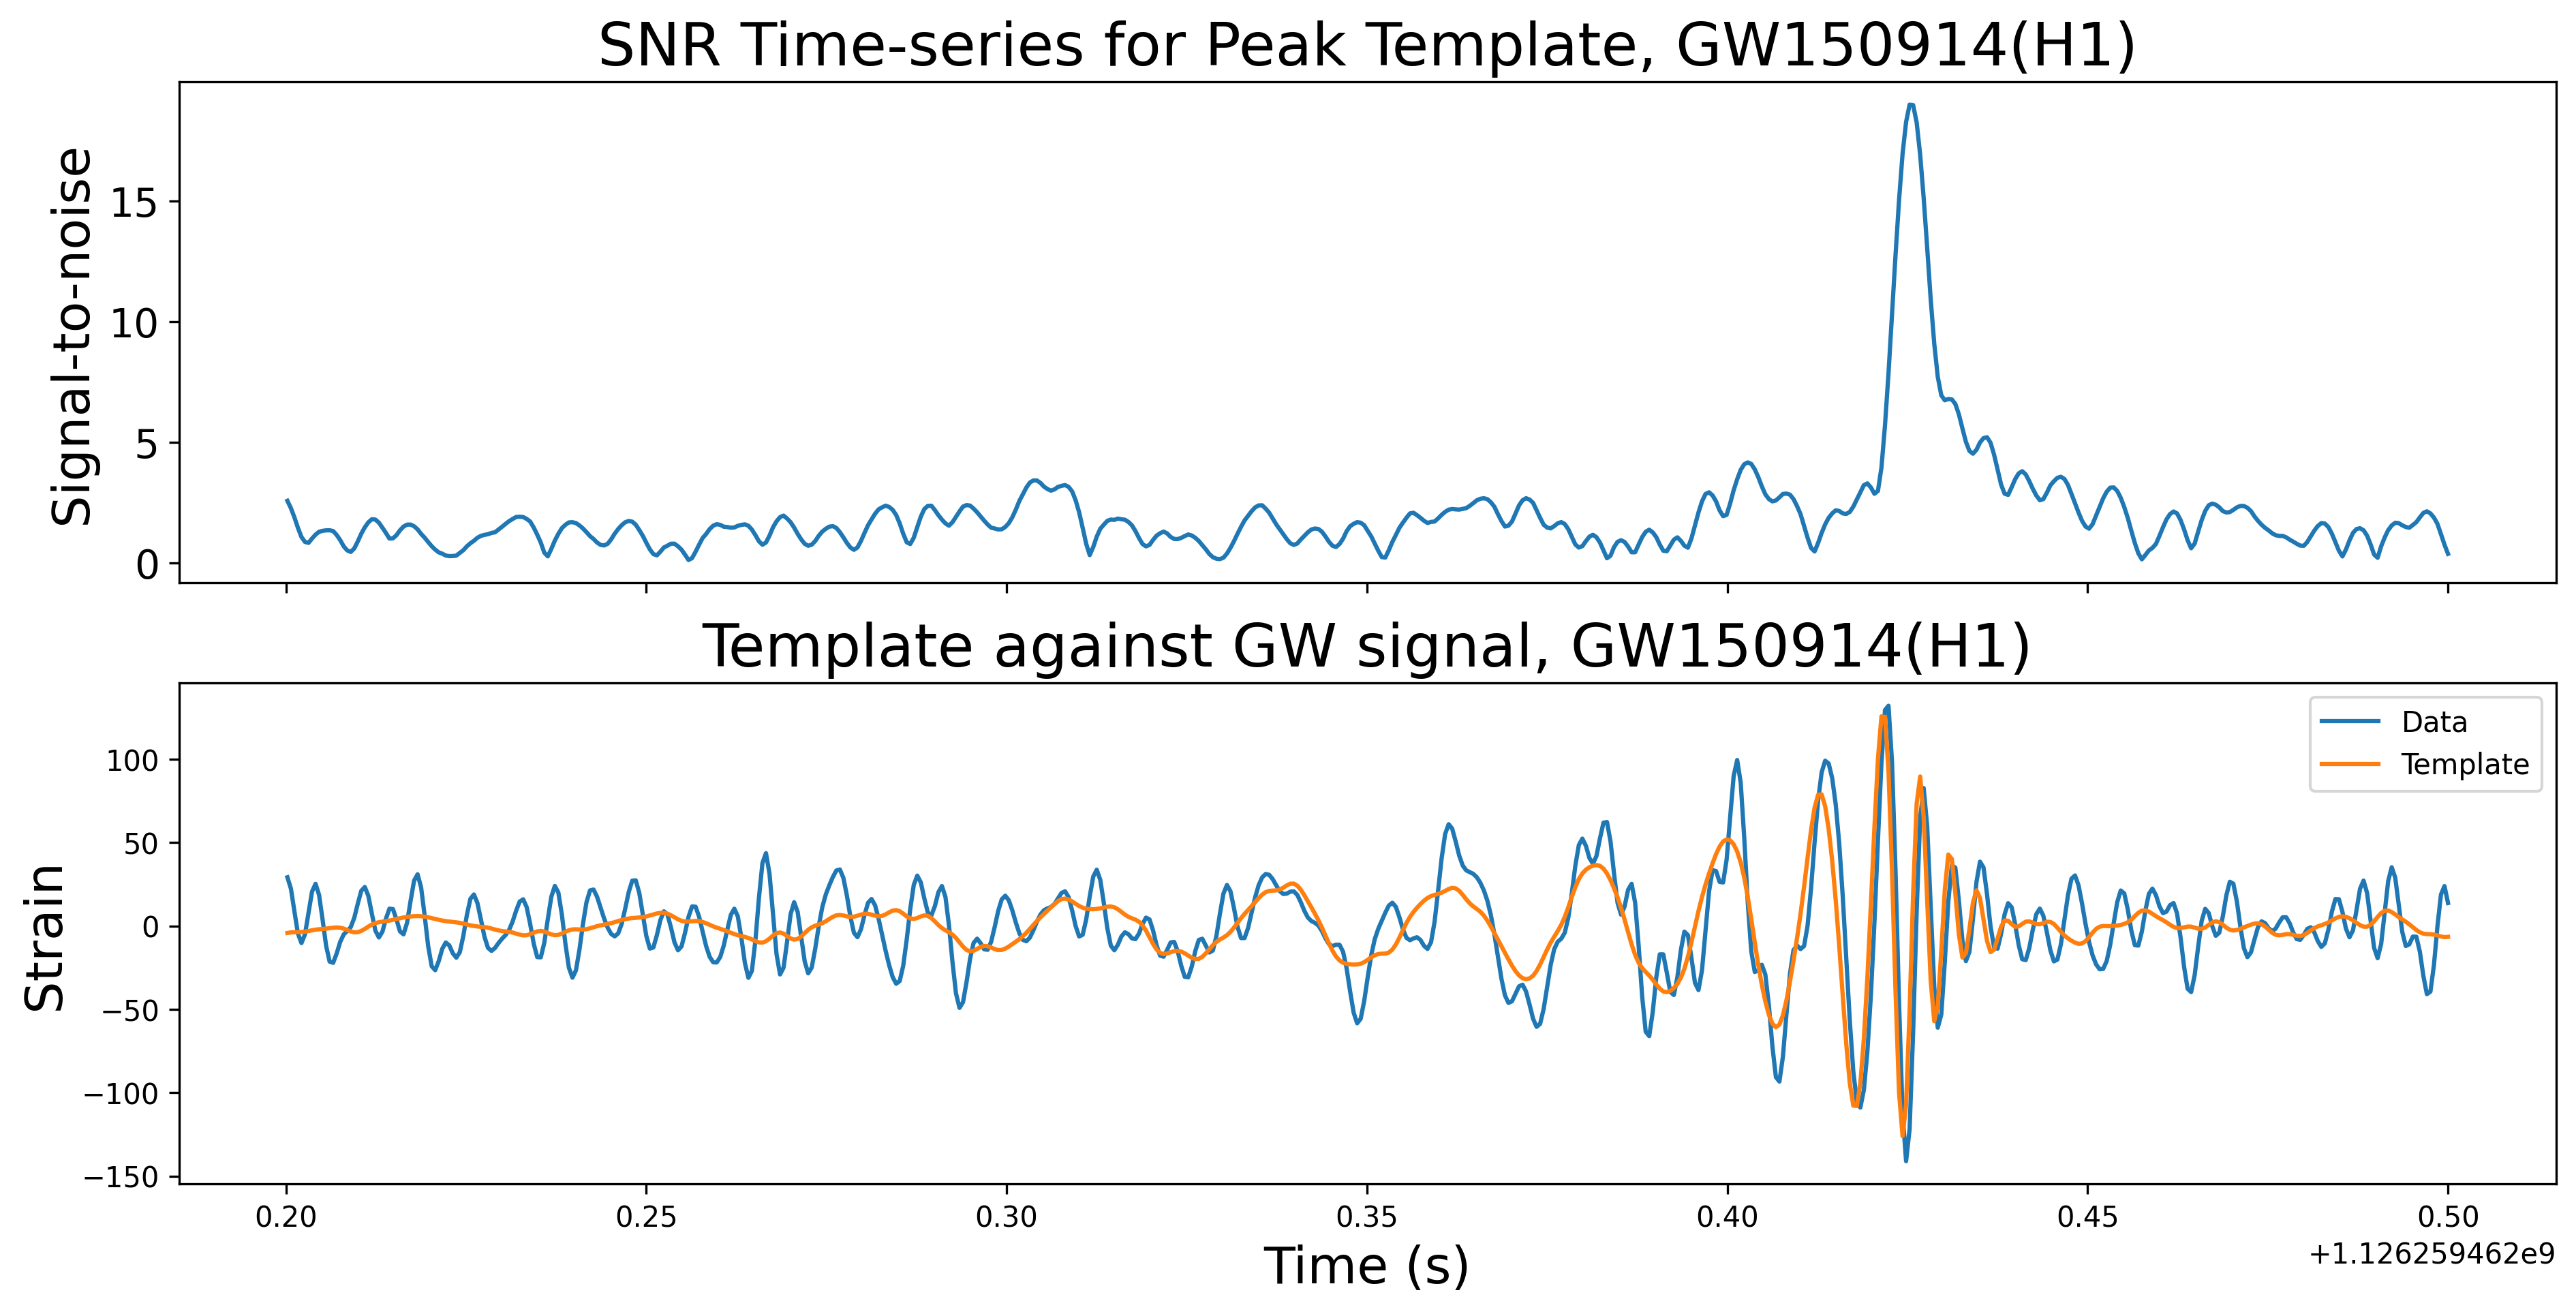 SNR Time-series for Peak Template, GW150914(H1)
Signal-to-noise
15
10
5
0
Template against GW signal, GW150914(H1)
Data
Template
Strain
100
50
0
−50
−100
−150
0.20 0.25 0.30 0.35 0.40 0.45 0.50
+1.126259462e9
Time (s)